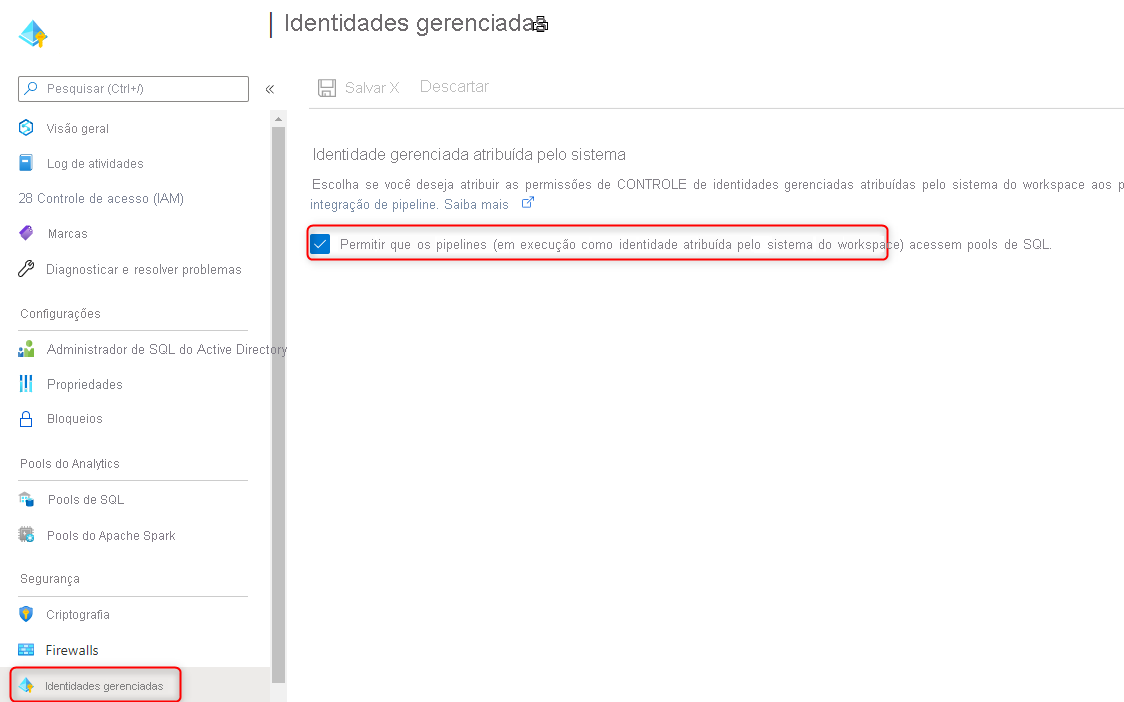 Identidades gerenciadas
Pesquisar (Ctrl+/)
«
Salvar X
Descartar
Visão geral
Log de atividades
28 Controle de acesso (IAM)
Marcas
Diagnosticar e resolver problemas
Configurações
Administrador de SQL do Active Directory
Propriedades
Bloqueios
Pools do Analytics
Pools de SQL
Pools do Apache Spark
Segurança
Criptografia
Firewalls
Identidades gerenciadas
Identidade gerenciada atribuída pelo sistema
Escolha se você deseja atribuir as permissões de CONTROLE de identidades gerenciadas atribuídas pelo sistema do workspace aos p
integração de pipeline. Saiba mais
Permitir que os pipelines (em execução como identidade atribuída pelo sistema do workspace) acessem pools de SQL.